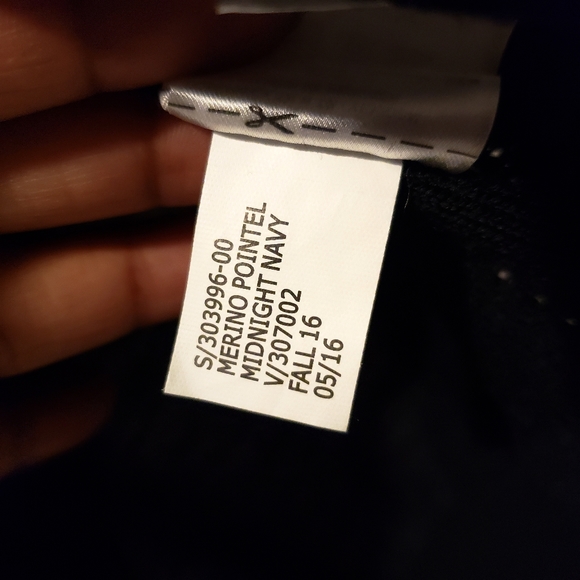 S/303996-00
MERINO POINTEL
MIDNIGHT NAVY
V/307002
FALL 16
05/16